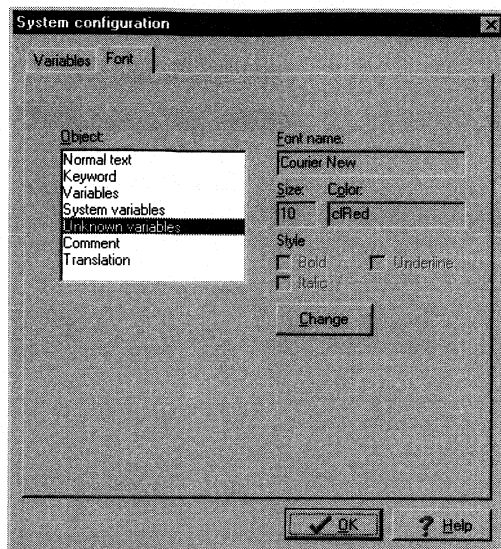 System configuration
Variables Font
Object:
Normal text
Keyword
Variables
System variables
Unknown variables
Comment
Translation
Font name:
Courier New
Size: Color:
10 clRed
Style
Bold Underline
Italic
Change
OK ? Help